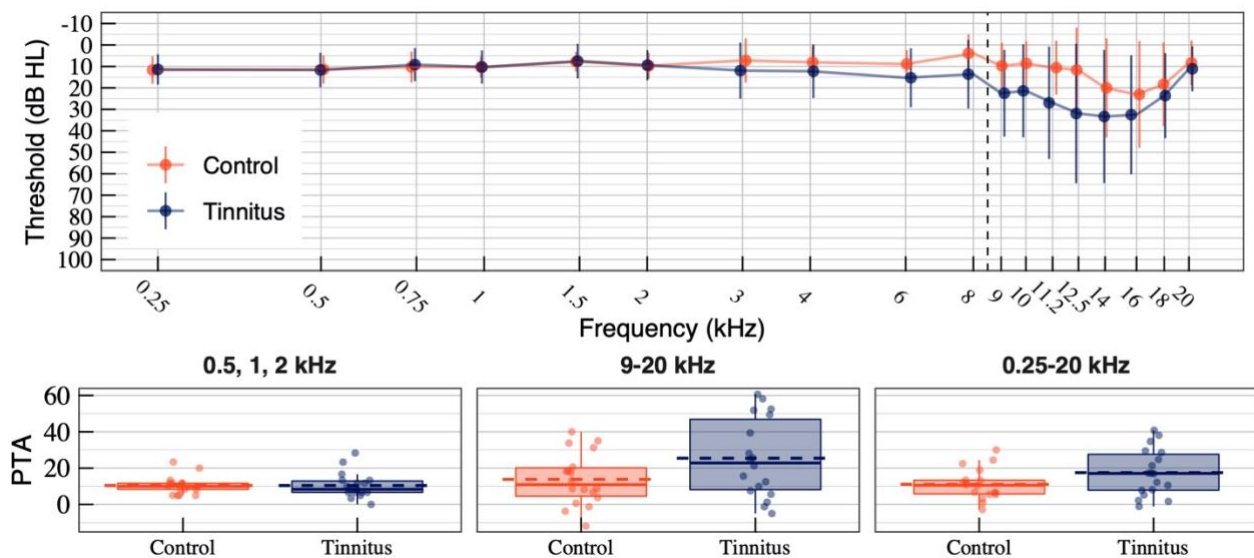 -10
0
10
20
30
40
50
60
70
80
90
100
Threshold (dB HL)
Control
Tinnitus
0.25 0.5 0.75 1 1.5 2 3 4 6 8 9 10 11.2 12.5 14 16 18 20
Frequency (kHz)
0.5, 1, 2 kHz 9-20 kHz 0.25-20 kHz
60
40
20
0
PTA
Control Tinnitus Control Tinnitus Control Tinnitus